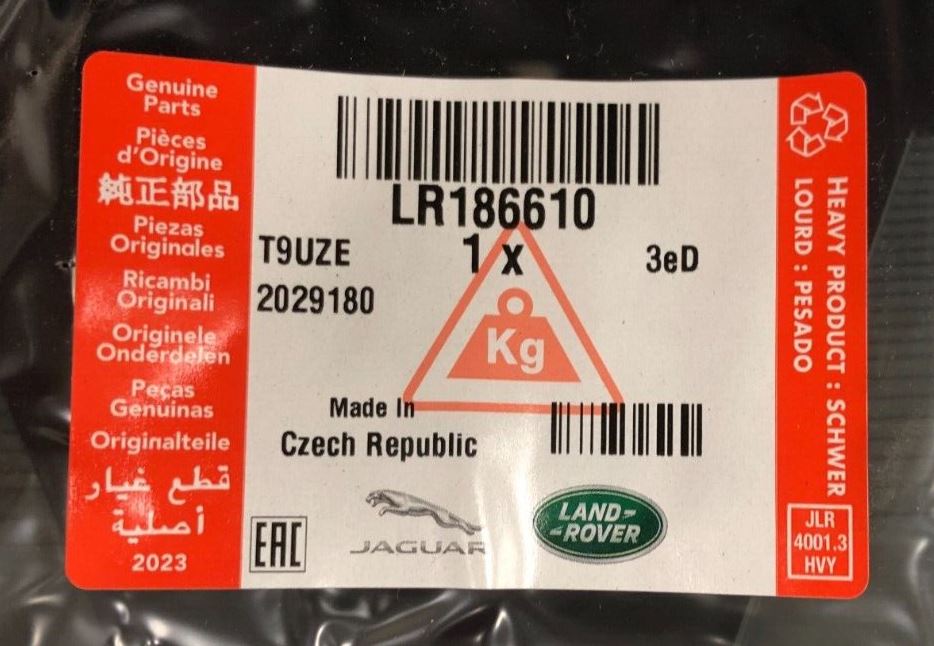 Genuine
Parts
Pièces
d'Origine
純正部品
Piezas
Originales
Ricambi
Originali
Originele
Onderdelen
Peças
Genuinas
Originalteile
قطع غيار
أصلية
2023
LR186610
T9UZE 1 x 3eD
2029180
Kg
Made In
Czech Republic
EAC
JAGUAR
LAND-
-ROVER
HEAVY PRODUCT : SCHWER
LOURD : PESADO
JLR
4001.3
HVY